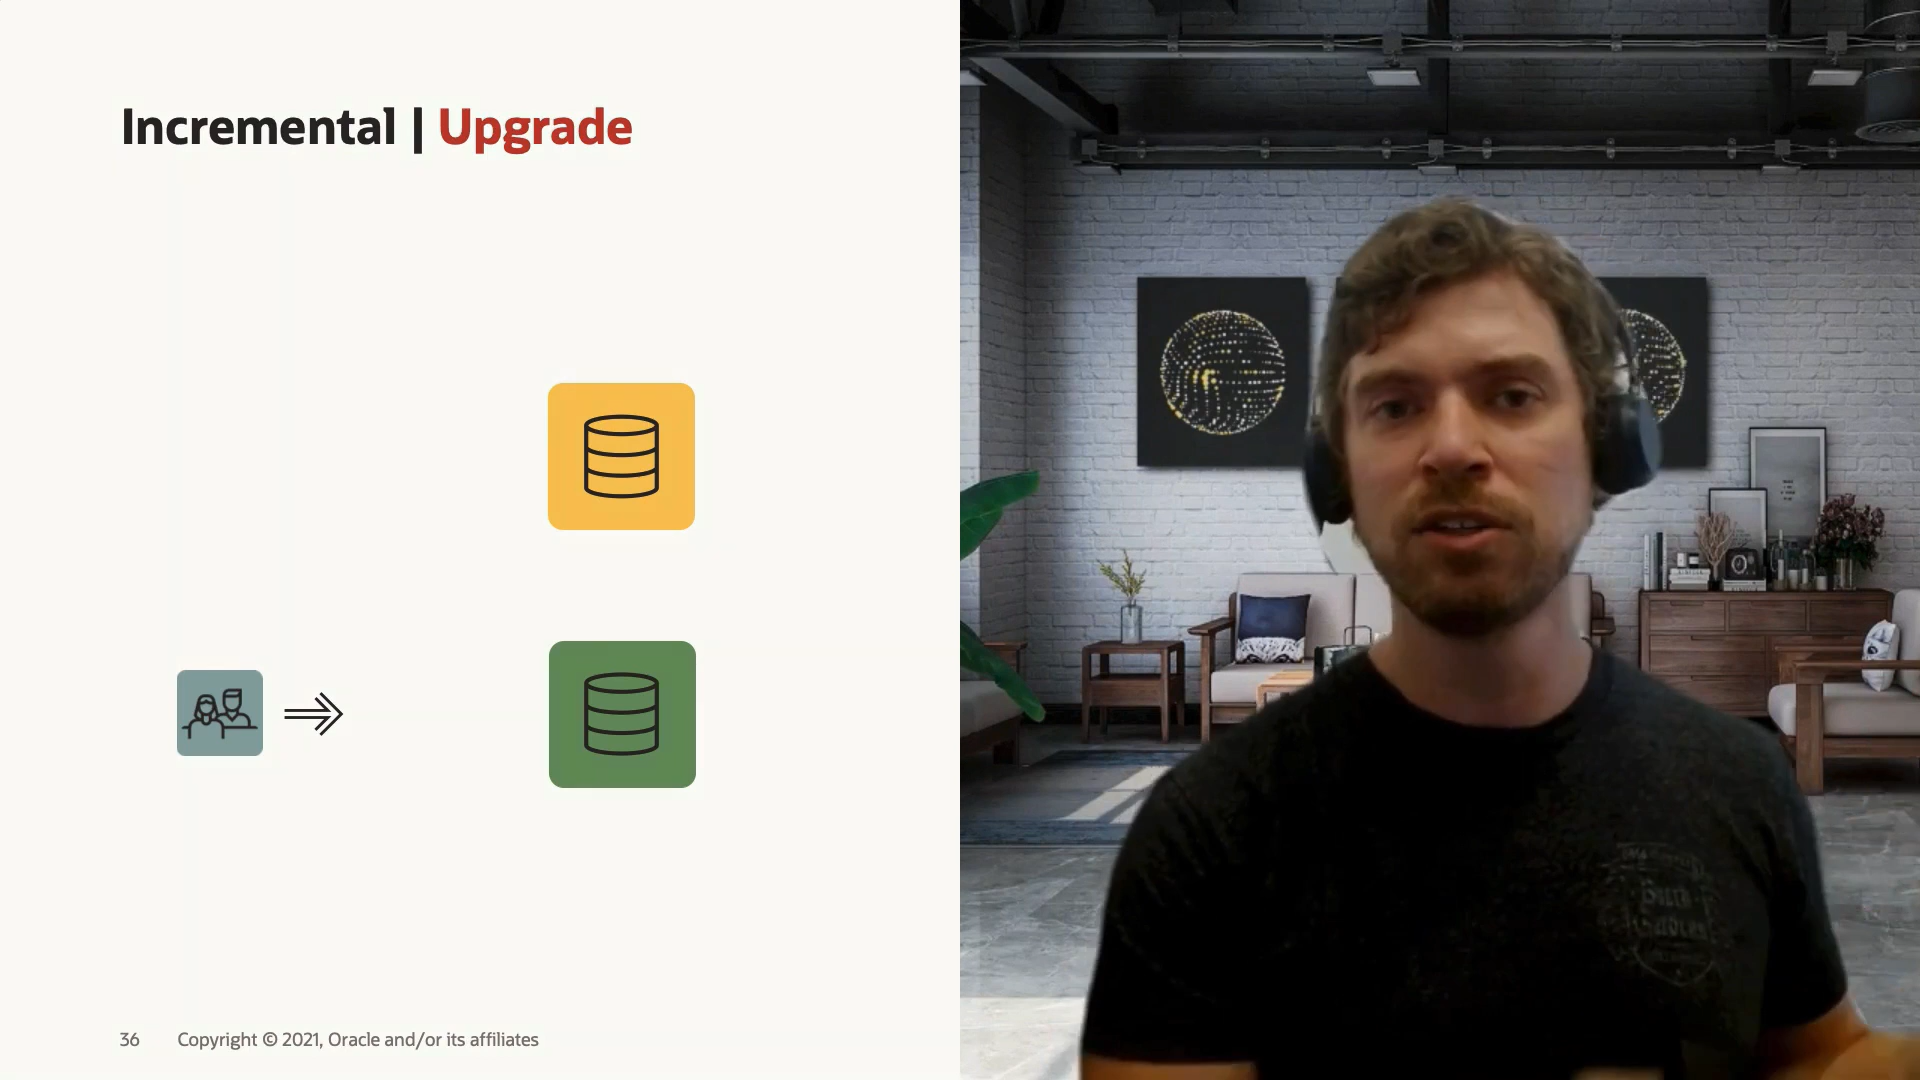 Incremental | Upgrade
36 Copyright © 2021, Oracle and/or its affiliates